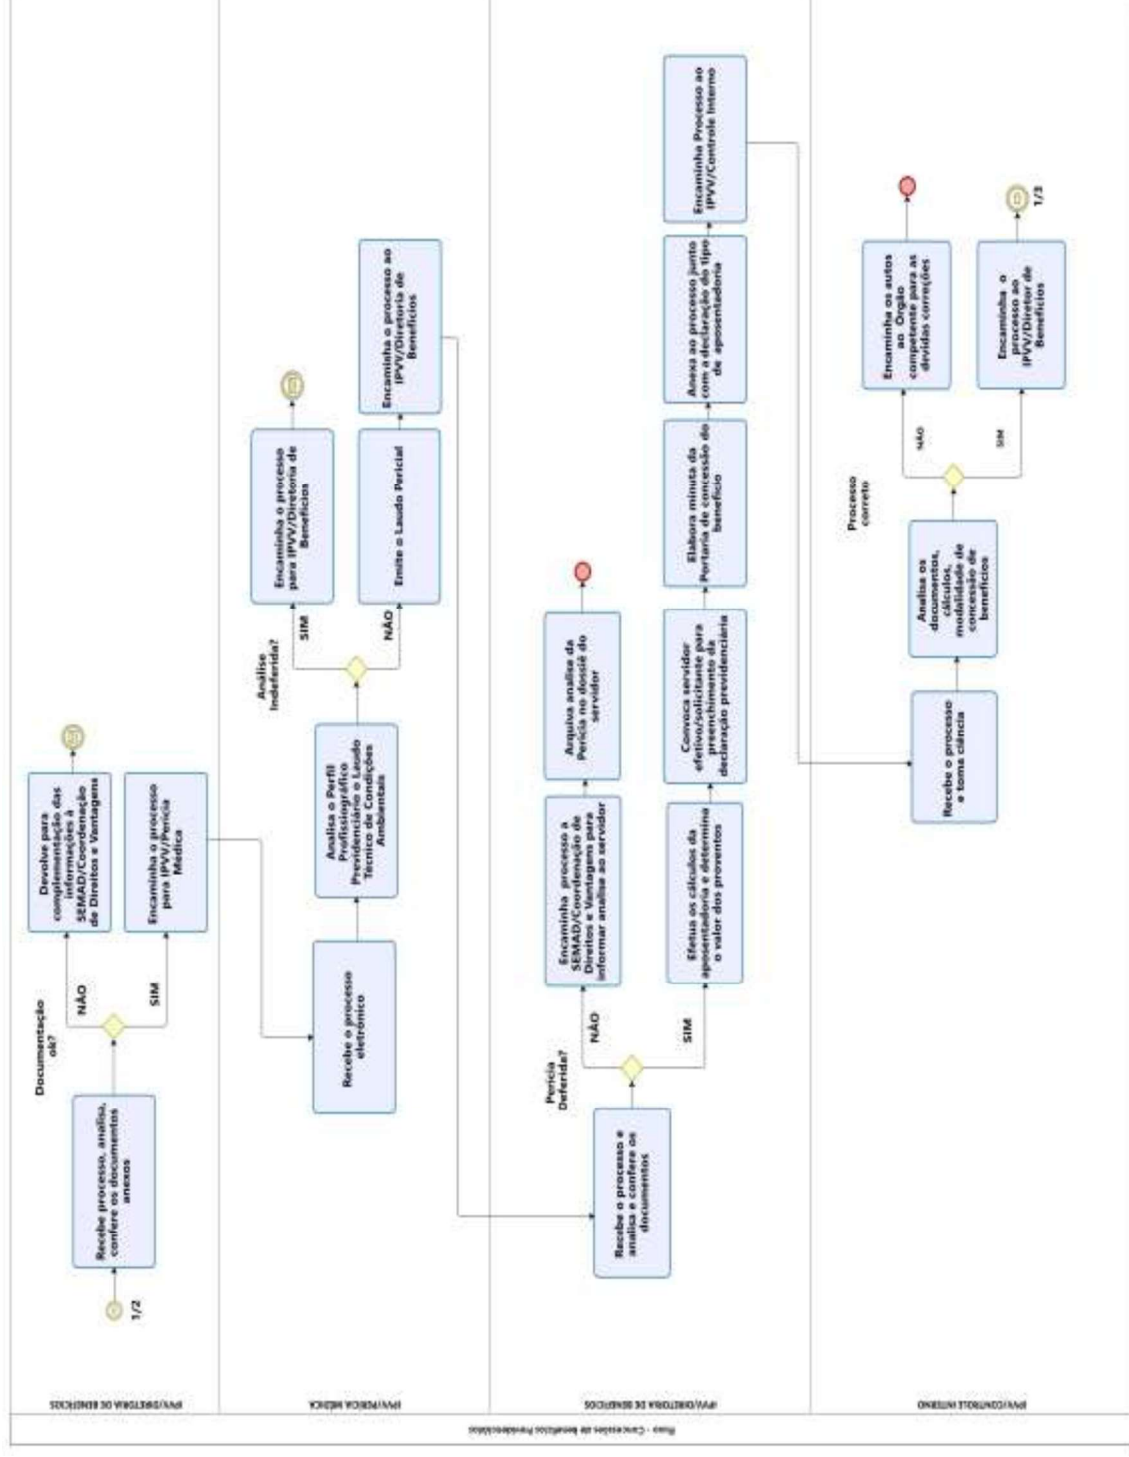 Fluxo - Concessões de Benefícios Previdenciários
IPVV/DIRETORIA DE BENEFÍCIOS
1/2
Recebe processo, analisa,
confere os documentos
anexos
Documentação
ok?
NÃO
SIM
Devolve para
complementação das
informações à
SEMAD/Coordenação
de Direitos e Vantagens
Encaminha o processo
para IPVV/Perícia
Médica
IPVV/PERÍCIA MÉDICA
Recebe o processo
eletrônico
Analisa o Perfil
Profissiográfico
Previdenciário o Laudo
Técnico de Condições
Ambientais
Análise
Indeferida?
SIM
NÃO
Encaminha o processo
para IPVV/Diretoria de
Benefícios
Emite o Laudo Pericial
Encaminha o processo ao
IPVV/Diretoria de
Benefícios
IPVV/DIRETORIA DE BENEFÍCIOS
Recebe o processo e
analisa e confere os
documentos
Perícia
Deferida?
NÃO
SIM
Encaminha processo a
SEMAD/Coordenação de
Direitos e Vantagens para
informar analise ao servidor
Arquiva analise da
Perícia no dossiê do
servidor
Efetua os cálculos da
aposentadoria e determina
o valor dos proventos
Convoca servidor
efetivo/solicitante para
preenchimento da
declaração previdenciária
Elabora minuta da
Portaria de concessão do
benefício
Anexa ao processo junto
com a declaração do tipo
de aposentadoria
Encaminha Processo ao
IPVV/Controle Interno
IPVV/CONTROLE INTERNO
Recebe o processo
e toma ciência
Analisa os
documentos,
cálculos,
modalidade de
concessão de
benefícios
Processo
correto
NÃO
SIM
Encaminha os autos
ao Órgão
competente para as
devidas correções
Encaminha o
processo ao
IPVV/Diretor de
Benefícios
1/3